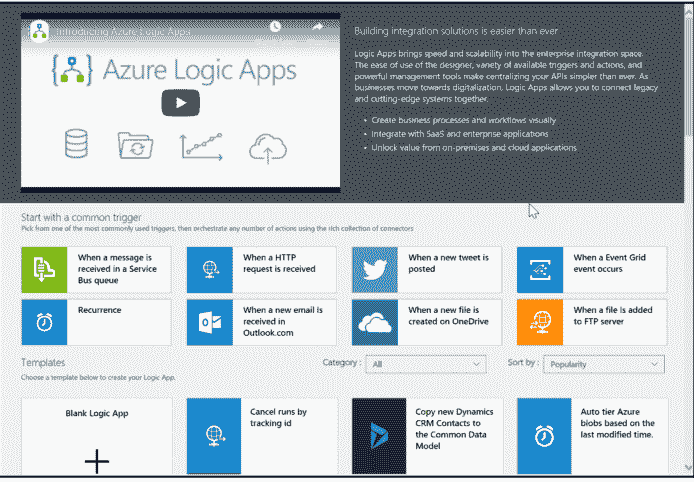 Introducing Azure Logic Apps
Azure Logic Apps
Building integration solutions is easier than ever
Logic Apps brings speed and scalability into the enterprise integration space.
The ease of use of the designer, variety of available triggers and actions, and
powerful management tools make centralizing your APIs simpler than ever. As
businesses move towards digitalization, Logic Apps allows you to connect legacy
and cutting-edge systems together.
• Create business processes and workflows visually
• Integrate with SaaS and enterprise applications
• Unlock value from on-premises and cloud applications
Start with a common trigger
Pick from one of the most commonly used triggers, then orchestrate any number of actions using the rich collection of connectors
When a message is
received in a Service
Bus queue
When a HTTP
request is received
When a new tweet is
posted
When a Event Grid
event occurs
Recurrence
When a new email is
received in
Outlook.com
When a new file is
created on OneDrive
When a file is added
to FTP server
Templates
Category : All
Sort by : Popularity
Choose a template below to create your Logic App.
Blank Logic App
Cancel runs by
tracking id
Copy new Dynamics
CRM Contacts to
the Common Data
Model
Auto tier Azure
blobs based on the
last modified time.